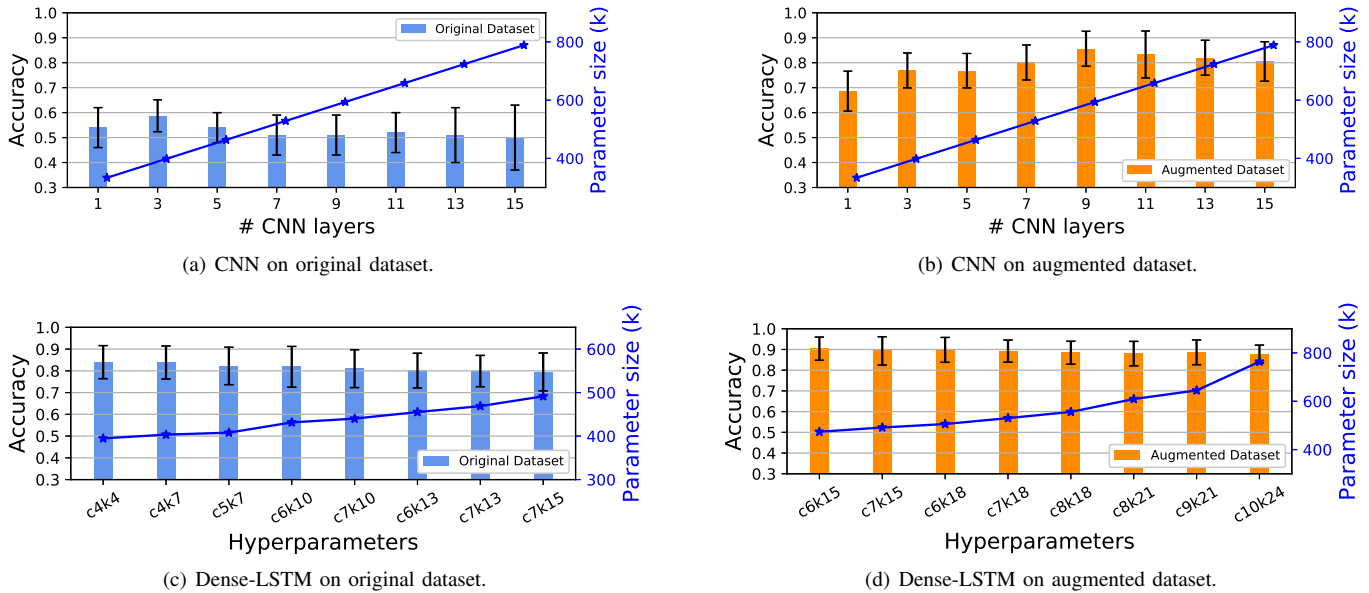 1.0
0.9
0.8
0.7
0.6
0.5
0.4
0.3
Accuracy
Original Dataset
800
600
400
Parameter size (k)
1 3 5 7 9 11 13 15
# CNN layers
(a) CNN on original dataset.
1.0
0.9
0.8
0.7
0.6
0.5
0.4
0.3
Accuracy
Augmented Dataset
800
600
400
Parameter size (k)
1 3 5 7 9 11 13 15
# CNN layers
(b) CNN on augmented dataset.
1.0
0.9
0.8
0.7
0.6
0.5
0.4
0.3
Accuracy
Original Dataset
600
500
400
300
Parameter size (k)
c4k4 c4k7 c5k7 c6k10 c7k10 c6k13 c7k13 c7k15
Hyperparameters
(c) Dense-LSTM on original dataset.
1.0
0.9
0.8
0.7
0.6
0.5
0.4
0.3
Accuracy
Augmented Dataset
800
600
400
Parameter size (k)
c6k15 c7k15 c6k18 c7k18 c8k18 c8k21 c9k21 c10k24
Hyperparameters
(d) Dense-LSTM on augmented dataset.